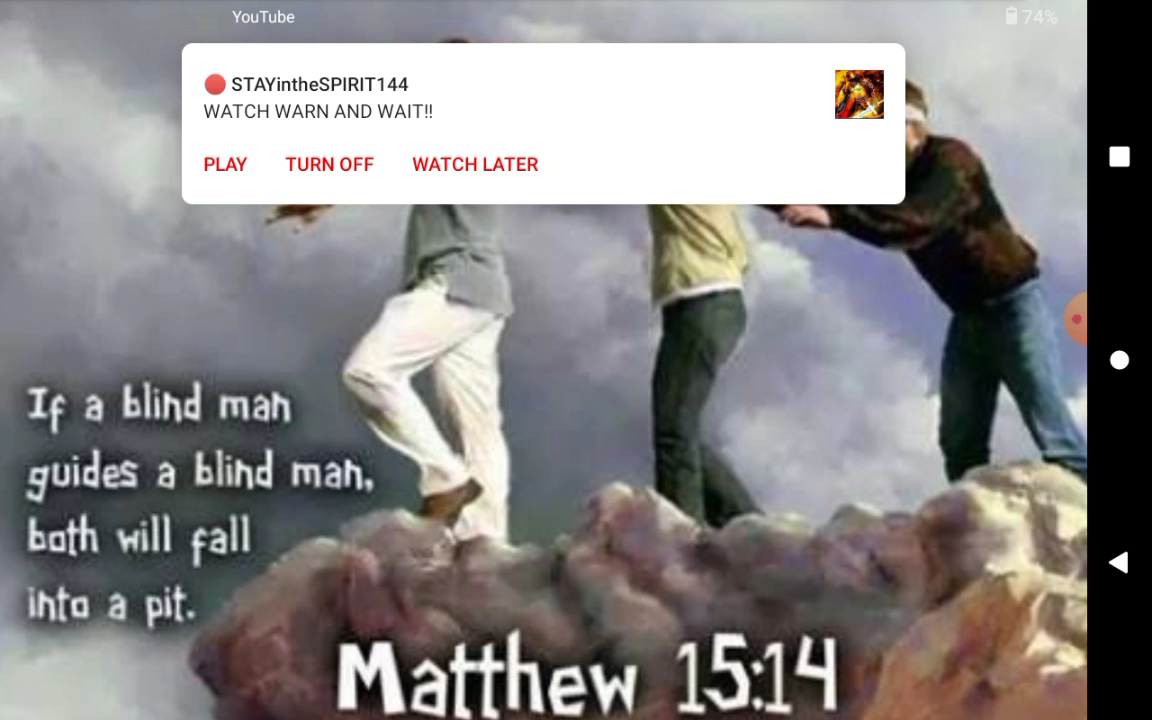 YouTube
74%
🔴 STAYintheSPIRIT144
WATCH WARN AND WAIT!!
PLAY TURN OFF WATCH LATER
If a blind man
guides a blind man,
both will fall
into a pit.
Matthew 15:14